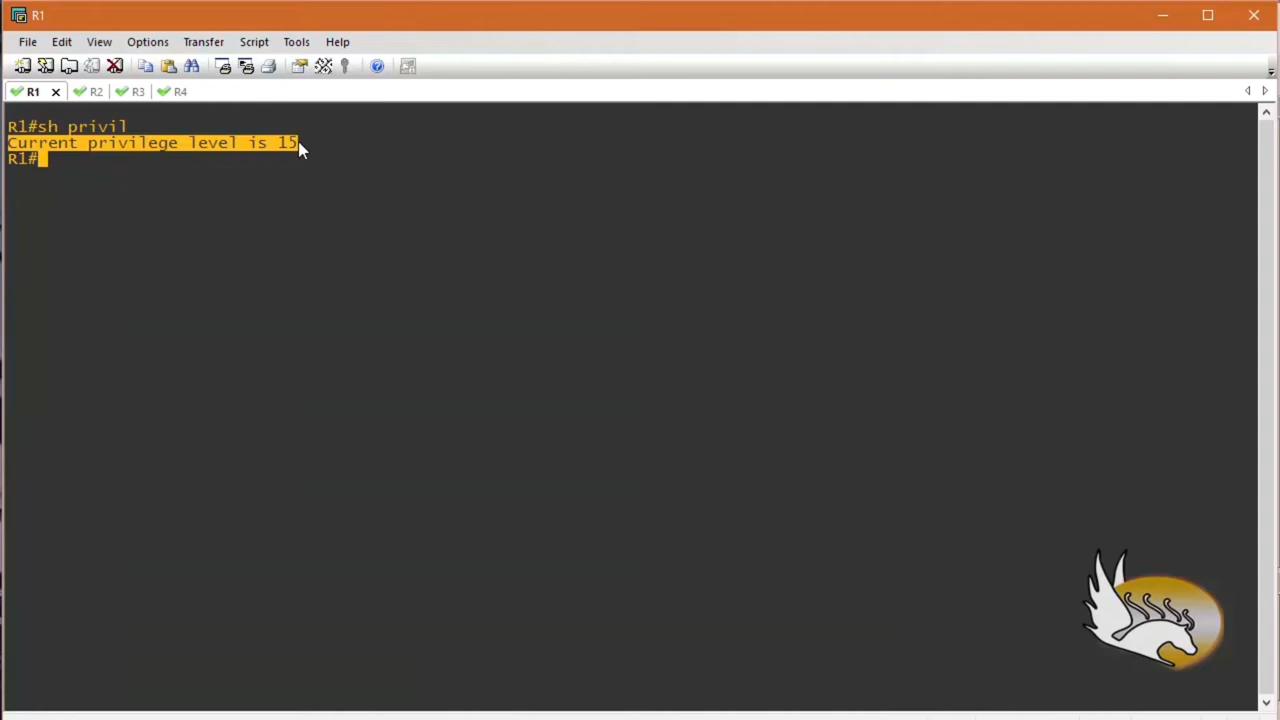 R1
File Edit View Options Transfer Script Tools Help
R1 R2 R3 R4
R1#sh privil
Current privilege level is 15
R1#